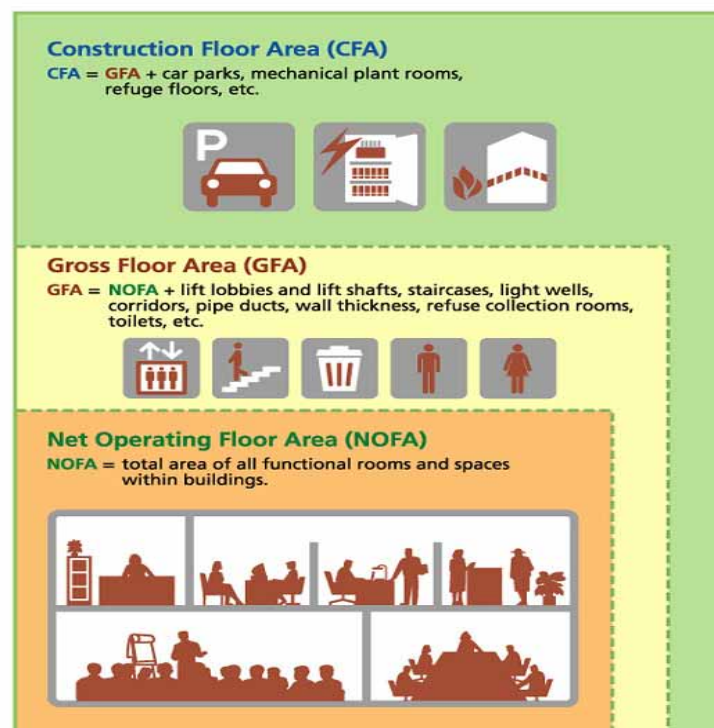 Construction Floor Area (CFA)
CFA = GFA + car parks, mechanical plant rooms,
refuge floors, etc.
P
Gross Floor Area (GFA)
GFA = NOFA + lift lobbies and lift shafts, staircases, light wells,
corridors, pipe ducts, wall thickness, refuse collection rooms,
toilets, etc.
Net Operating Floor Area (NOFA)
NOFA = total area of all functional rooms and spaces
within buildings.